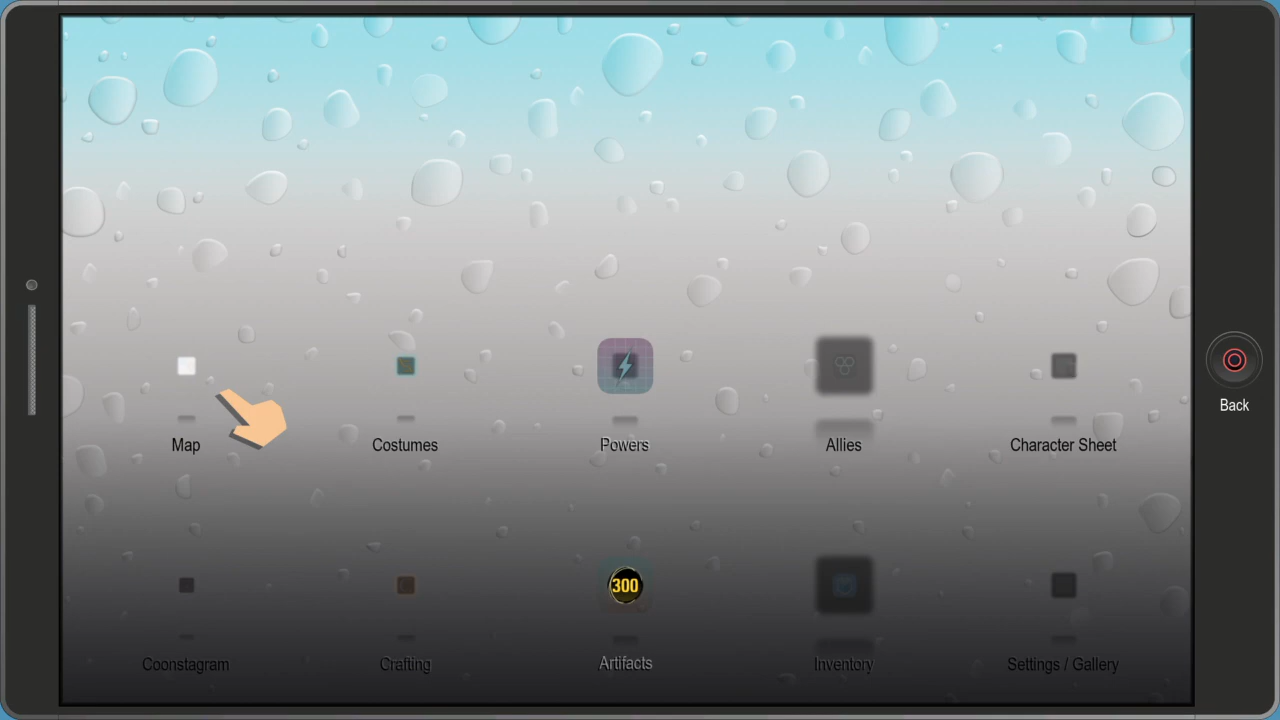 Back
Map
Costumes
Powers
Allies
Character Sheet
300
Coonstagram
Crafting
Artifacts
Inventory
Settings / Gallery